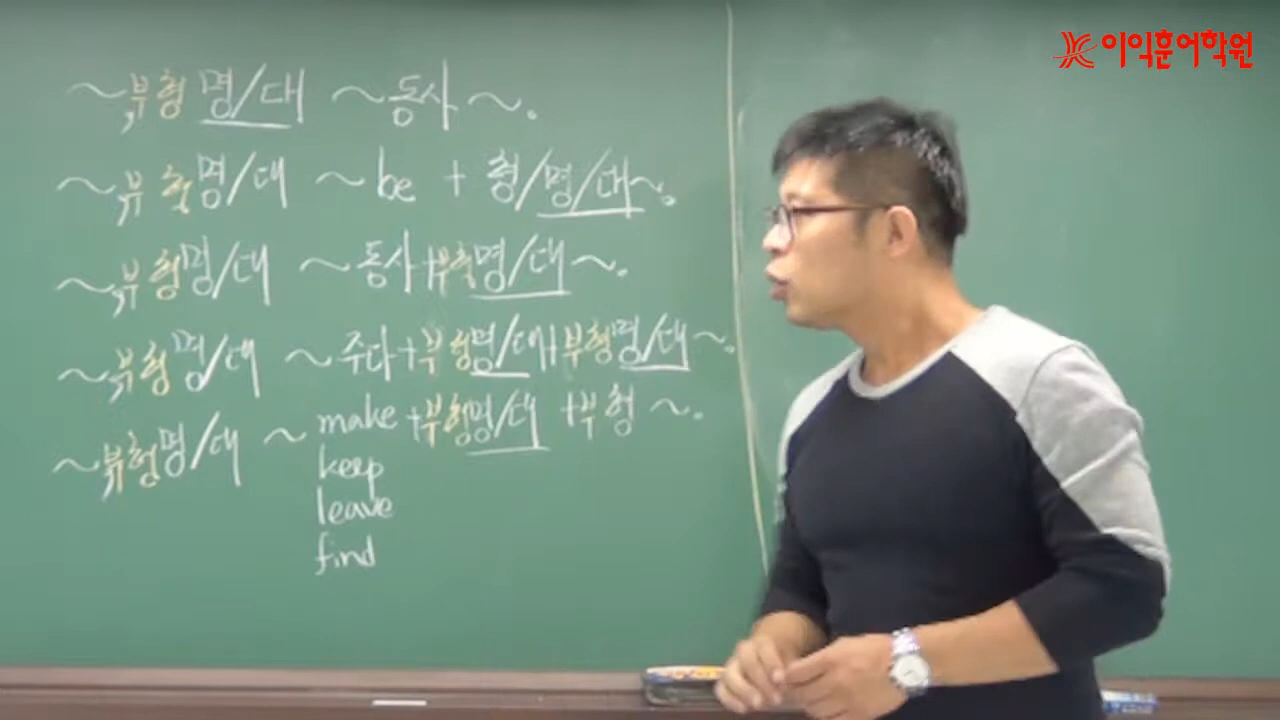 이익훈어학원
~, 부형 명/대 ~동사 ~.
~, 부형 명/대 ~ be + 형/명/대~.
~, 부형명/대 ~동사+부형명/대 ~.
~, 부형명/대 ~주다+부형명/대+부형명/대 ~.
~, 부형명/대 ~ make +부형명/대 +부형 ~.
keep
leave
find